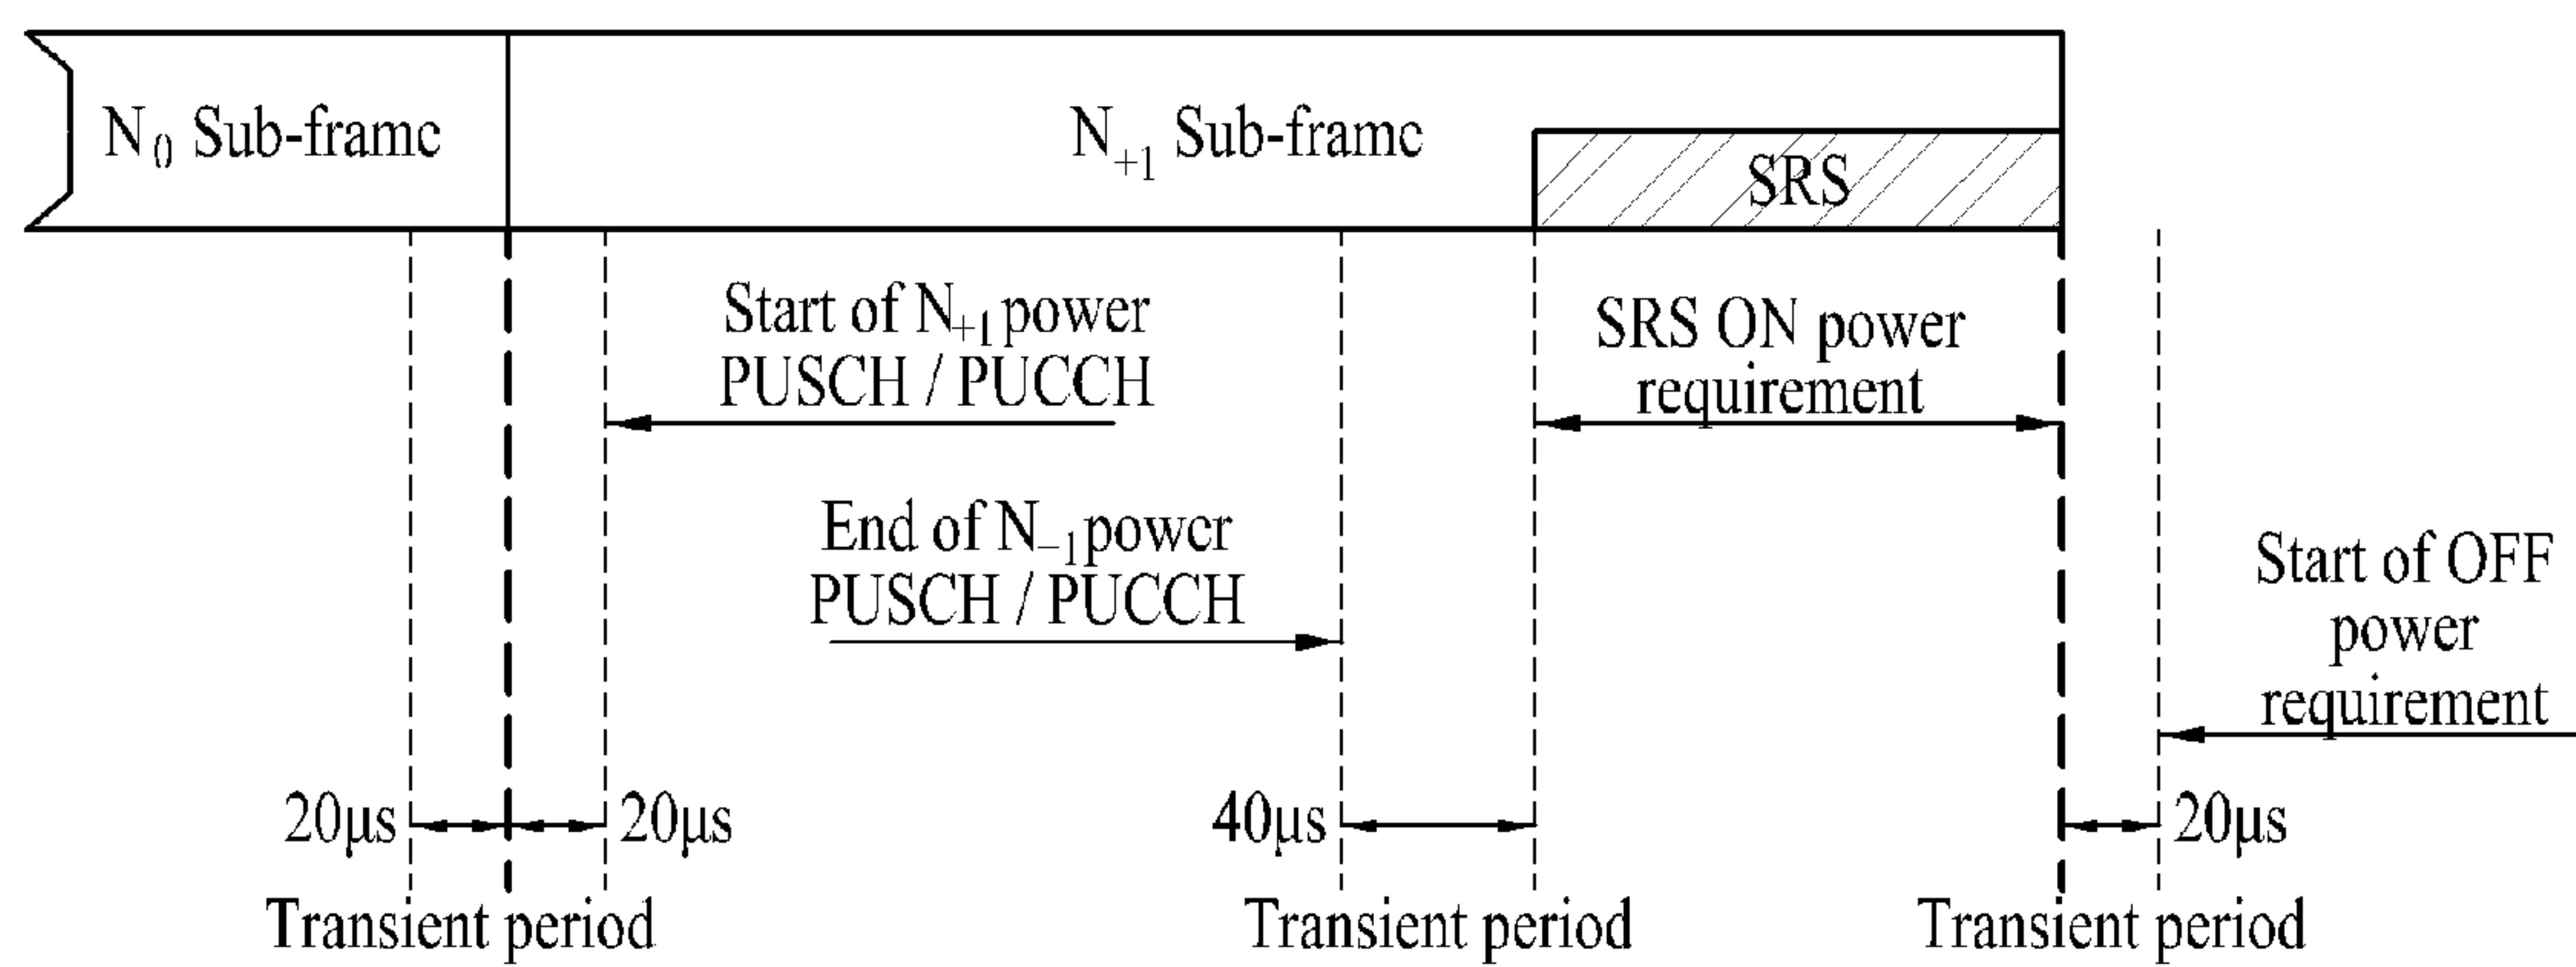 N0 Sub-frame
N+1 Sub-frame
SRS
Start of N+1 power
PUSCH / PUCCH
SRS ON power
requirement
End of N−1 power
PUSCH / PUCCH
Start of OFF
power
requirement
20μs
20μs
40μs
20μs
Transient period
Transient period
Transient period